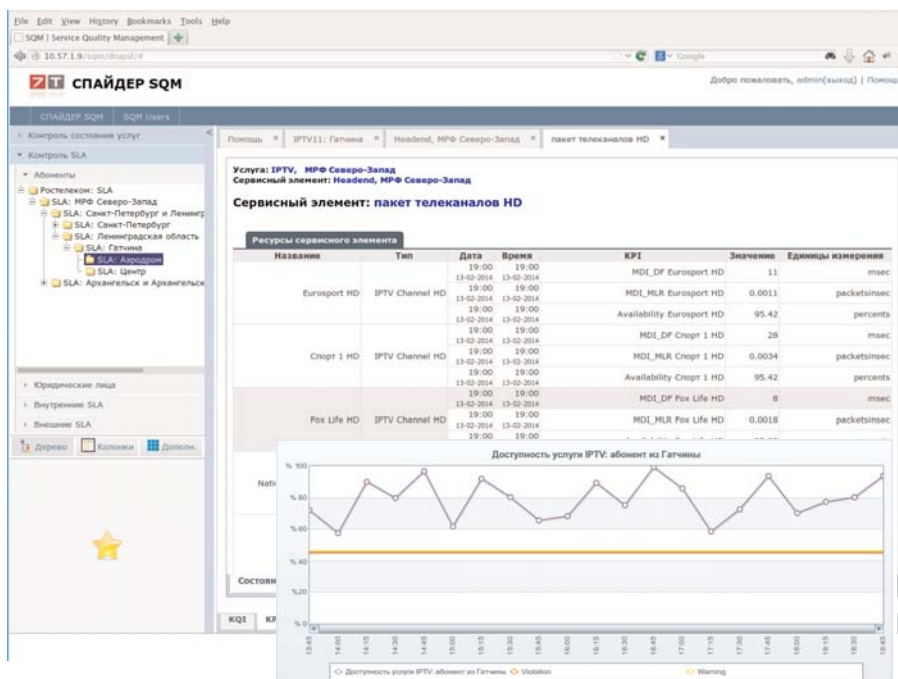 File Edit View History Bookmarks Tools Help
SQM | Service Quality Management
10.57.1.9/sqm/drupal/#
Google
СПАЙДЕР SQM
Добро пожаловать, admin(выход) | Помощь
СПАЙДЕР SQM SQM Users
Контроль состояния услуг
Контроль SLA
Абоненты
Ростелеком: SLA
SLA: МРФ Северо-Запад
SLA: Санкт-Петербург и Ленингр
SLA: Санкт-Петербург
SLA: Ленинградская область
SLA: Гатчина
SLA: Аэродром
SLA: Центр
SLA: Архангельск и Архангельск
Юридические лица
Внутренние SLA
Внешние SLA
Дерево Колонки Дополн.
Помощь IPTV11: Гатчина Headend, МРФ Северо-Запад пакет телеканалов HD
Услуга: IPTV, МРФ Северо-Запад
Сервисный элемент: Headend, МРФ Северо-Запад
Сервисный элемент: пакет телеканалов HD
Ресурсы сервисного элемента
Название Тип Дата Время KPI Значение Единицы измерения
19:00 13-02-2014 19:00 13-02-2014 MDI_DF Eurosport HD 11 msec
Eurosport HD IPTV Channel HD 19:00 13-02-2014 19:00 13-02-2014 MDI_MLR Eurosport HD 0.0011 packetsinsec
19:00 13-02-2014 19:00 13-02-2014 Availability Eurosport HD 95.42 percents
19:00 13-02-2014 19:00 13-02-2014 MDI_DF Спорт 1 HD 28 msec
Спорт 1 HD IPTV Channel HD 19:00 13-02-2014 19:00 13-02-2014 MDI_MLR Спорт 1 HD 0.0034 packetsinsec
19:00 13-02-2014 19:00 13-02-2014 Availability Спорт 1 HD 95.42 percents
19:00 13-02-2014 19:00 13-02-2014 MDI_DF Fox Life HD 8 msec
Fox Life HD IPTV Channel HD 19:00 13-02-2014 19:00 13-02-2014 MDI_MLR Fox Life HD 0.0018 packetsinsec
19:00 19:00
Nati
Состоян
KQI KP
Доступность услуги IPTV: абонент из Гатчины
% 100
% 80
% 60
% 40
% 20
% 0
13:45 14:00 14:15 14:30 14:45 15:00 15:15 15:30 15:45 16:00 16:15 16:30 16:45 17:00 17:15 17:30 17:45 18:00 18:15 18:30 18:45
Доступность услуги IPTV: абонент из Гатчины Violation Warning